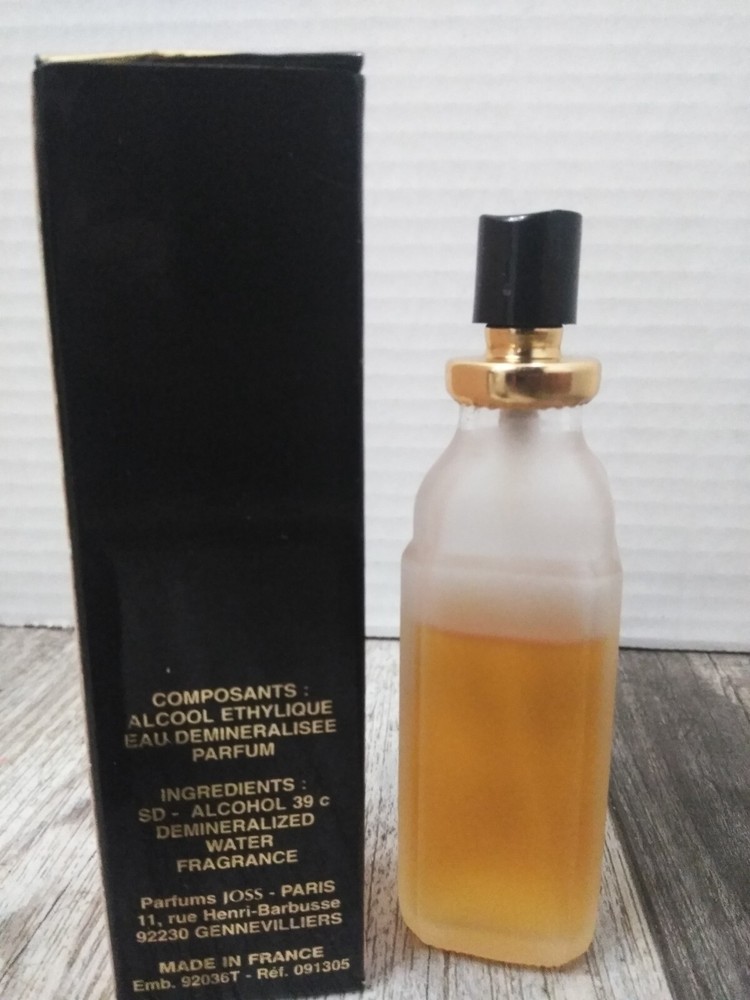 COMPOSANTS :
ALCOOL ETHYLIQUE
EAU DEMINERALISEE
PARFUM
INGREDIENTS :
SD - ALCOHOL 39 c
DEMINERALIZED
WATER
FRAGRANCE
Parfums JOSS - PARIS
11, rue Henri-Barbusse
92230 GENNEVILLIERS
MADE IN FRANCE
Emb. 92036T - Réf. 091305